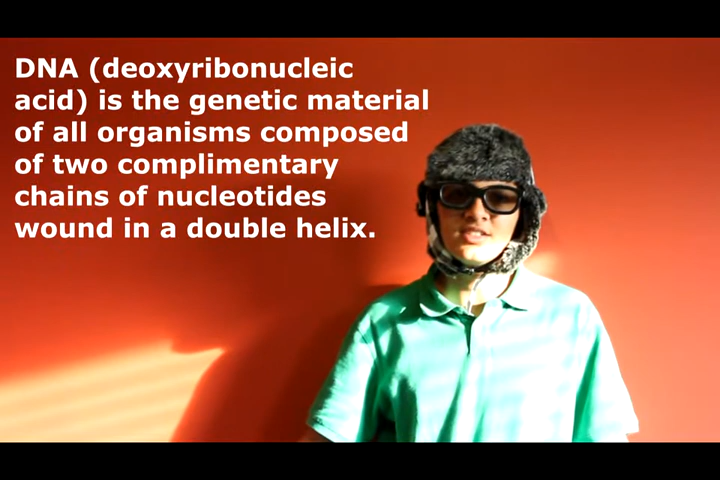 DNA (deoxyribonucleic
acid) is the genetic material
of all organisms composed
of two complimentary
chains of nucleotides
wound in a double helix.